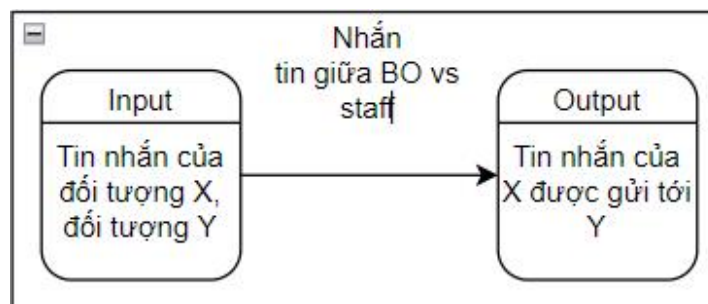 Nhắn
tin giữa BO vs
staff
Input
Tin nhắn của
đối tượng X,
đối tượng Y
Output
Tin nhắn của
X được gửi tới
Y